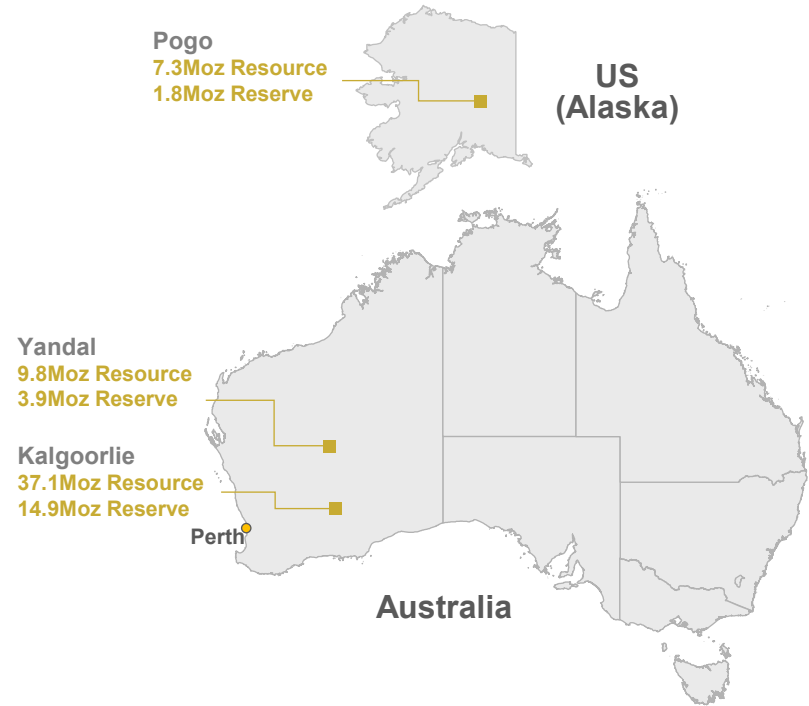 Pogo
7.3Moz Resource
1.8Moz Reserve
US
(Alaska)
Yandal
9.8Moz Resource
3.9Moz Reserve
Kalgoorlie
37.1Moz Resource
14.9Moz Reserve
Perth
Australia